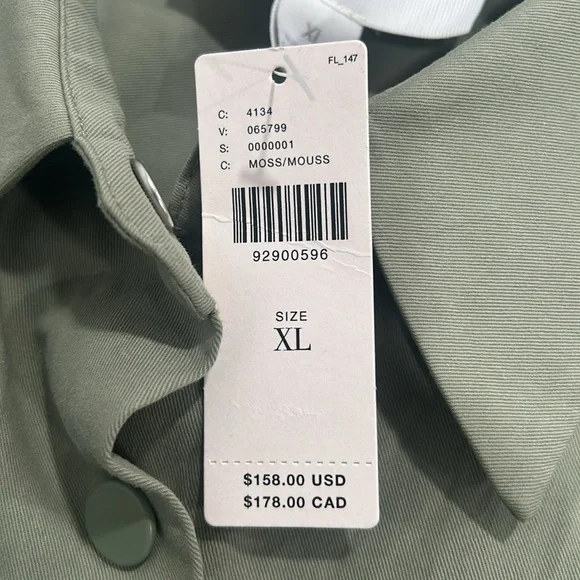 FL_147
C: 4134
V: 065799
S: 0000001
C: MOSS/MOUSS
92900596
SIZE
XL
$158.00 USD
$178.00 CAD